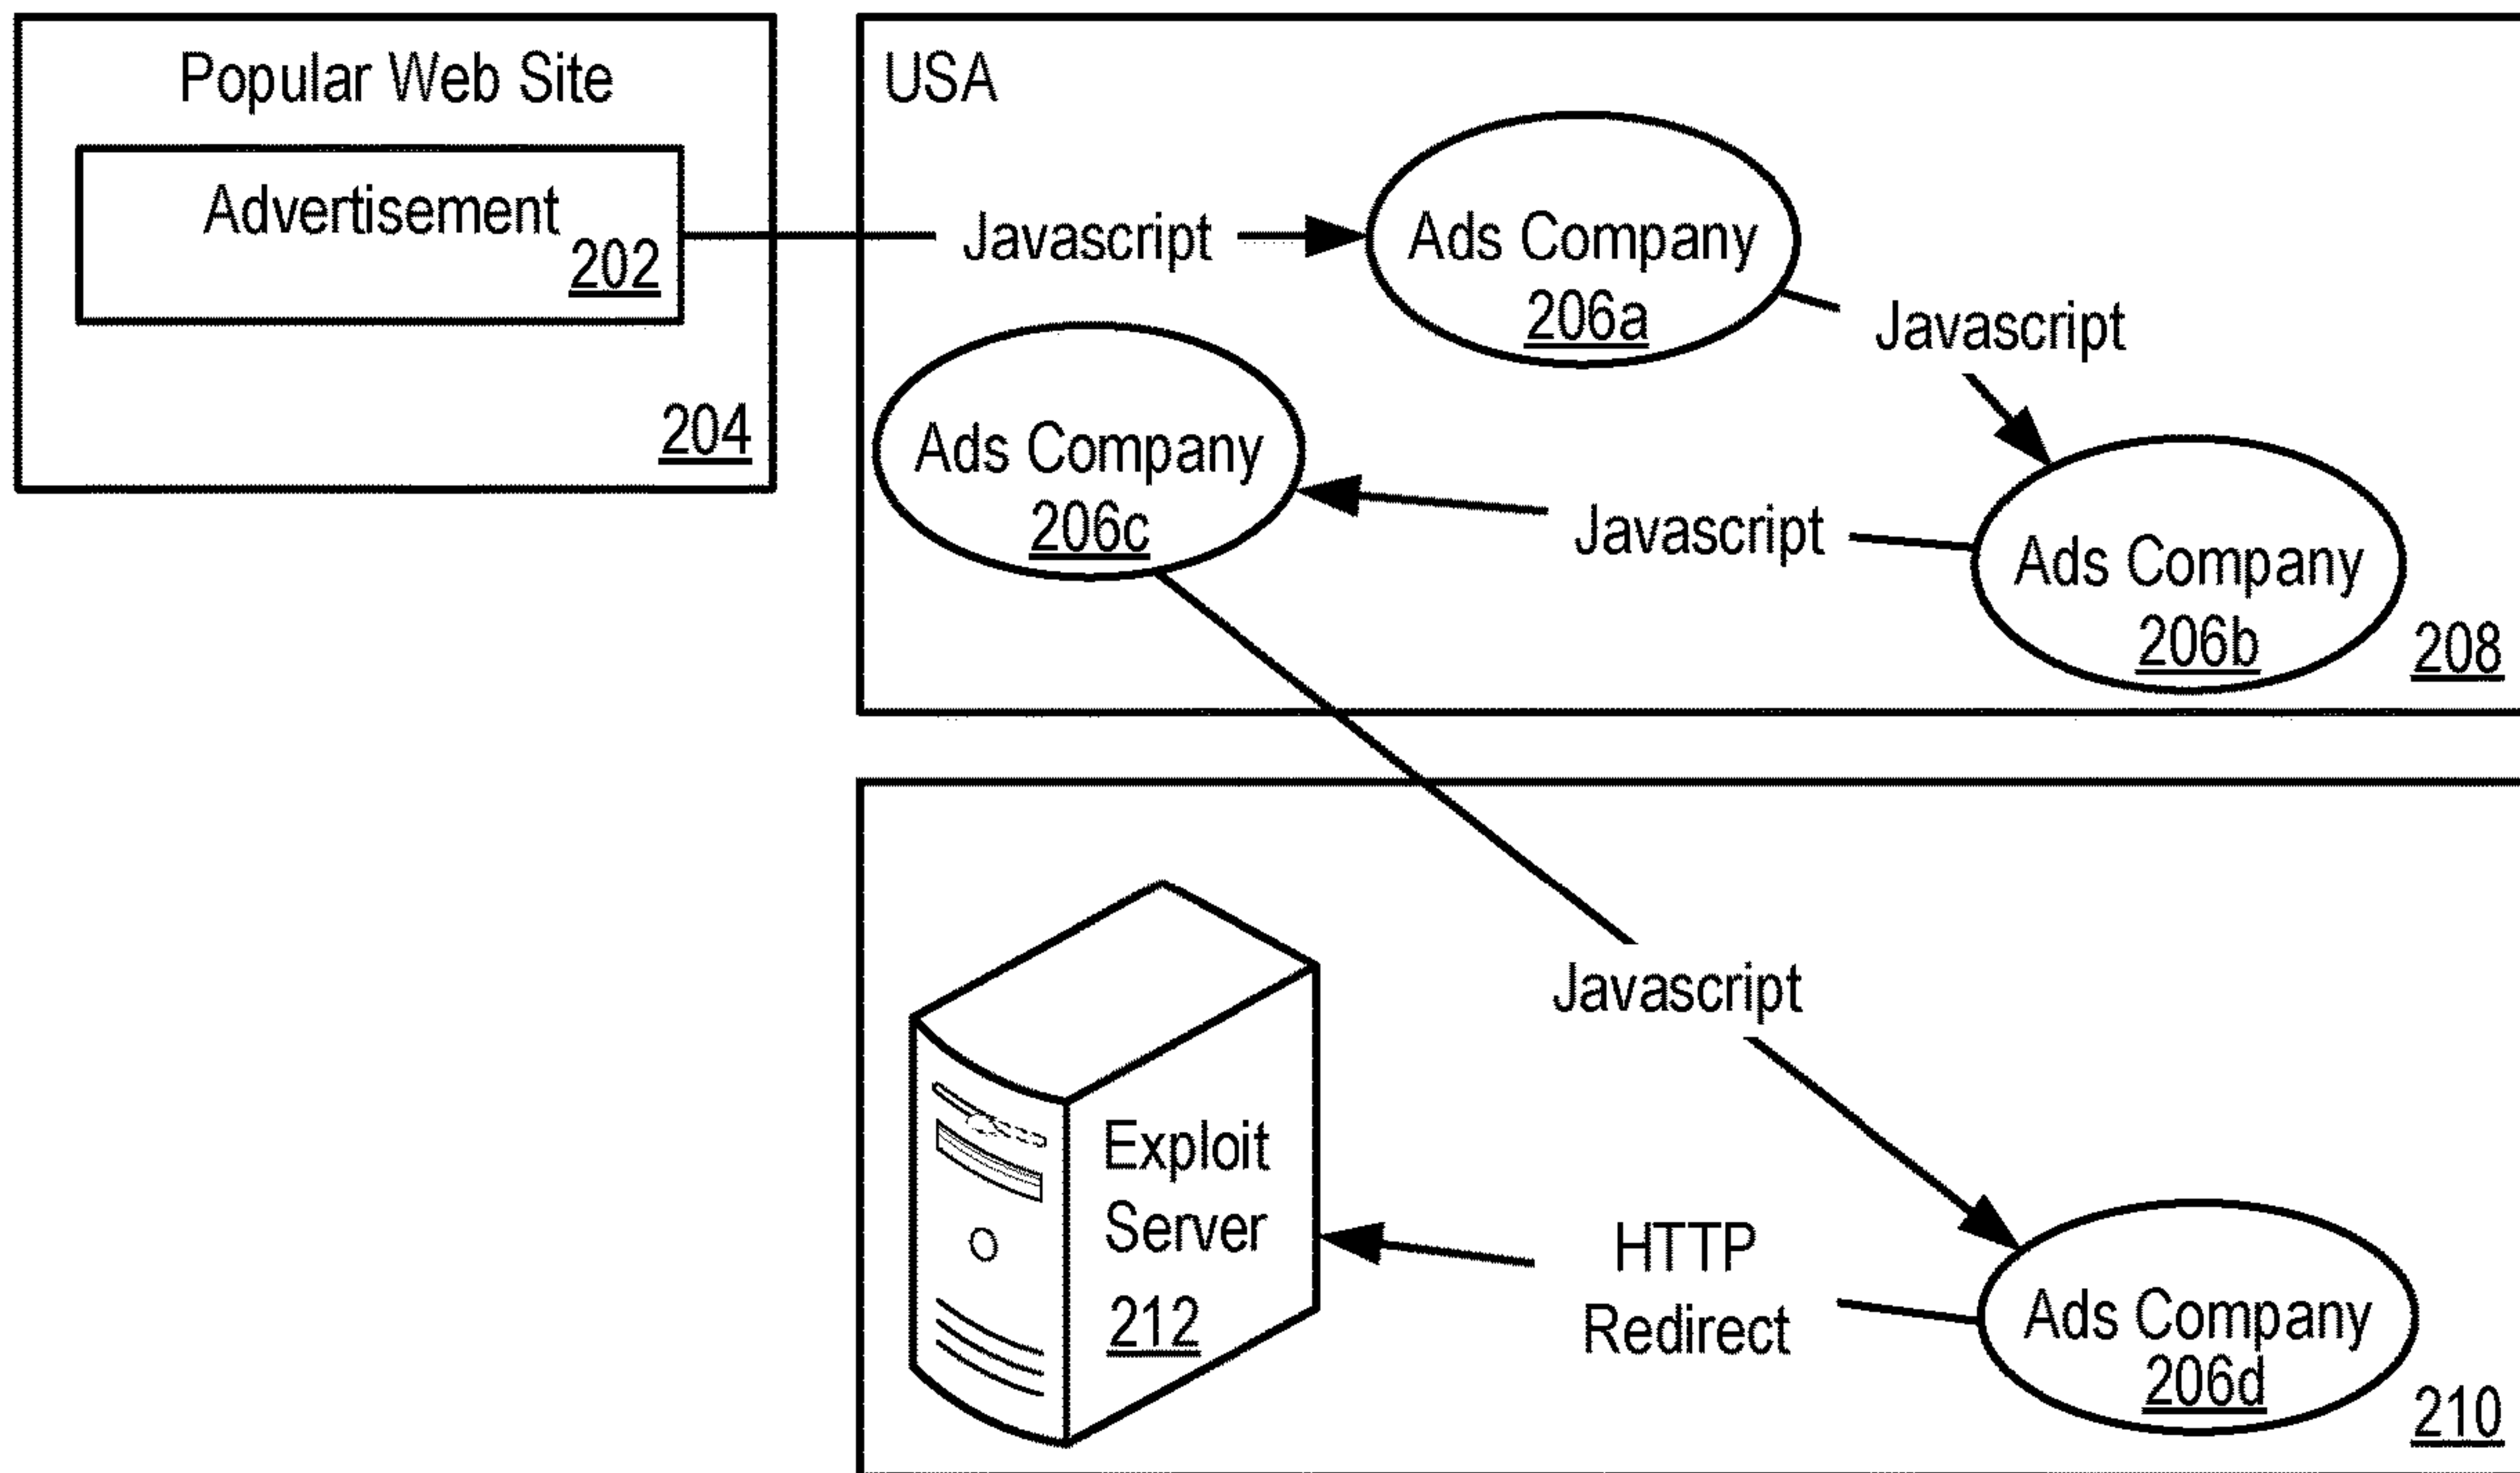 Popular Web Site
Advertisement
202
204
USA
Javascript
Ads Company
206a
Javascript
Ads Company
206c
Javascript
Ads Company
206b
208
Javascript
Exploit
Server
212
HTTP
Redirect
Ads Company
206d
210